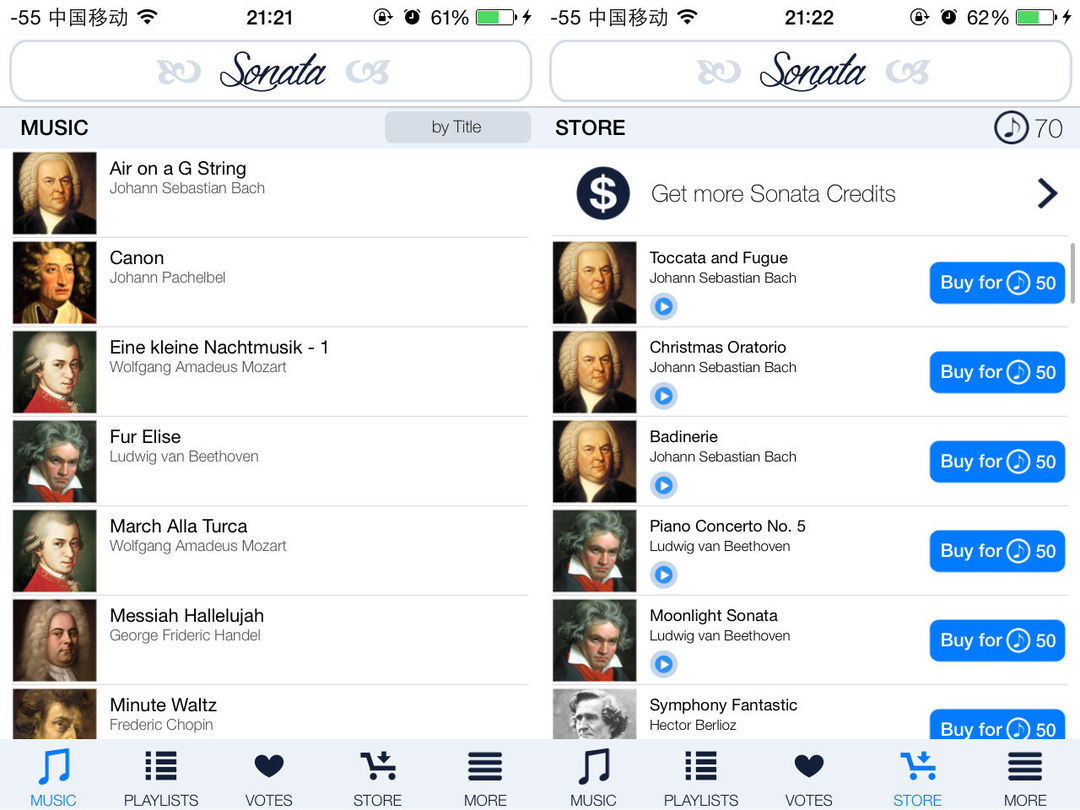 -55 中国移动 21:21 61%
Sonata
MUSIC by Title
Air on a G String
Johann Sebastian Bach
Canon
Johann Pachelbel
Eine kleine Nachtmusik - 1
Wolfgang Amadeus Mozart
Fur Elise
Ludwig van Beethoven
March Alla Turca
Wolfgang Amadeus Mozart
Messiah Hallelujah
George Frideric Handel
Minute Waltz
Frederic Chopin
MUSIC PLAYLISTS VOTES STORE MORE
-55 中国移动 21:22 62%
Sonata
STORE 70
$ Get more Sonata Credits
Toccata and Fugue
Johann Sebastian Bach
Buy for 50
Christmas Oratorio
Johann Sebastian Bach
Buy for 50
Badinerie
Johann Sebastian Bach
Buy for 50
Piano Concerto No. 5
Ludwig van Beethoven
Buy for 50
Moonlight Sonata
Ludwig van Beethoven
Buy for 50
Symphony Fantastic
Hector Berlioz
Buy for 50
MUSIC PLAYLISTS VOTES STORE MORE